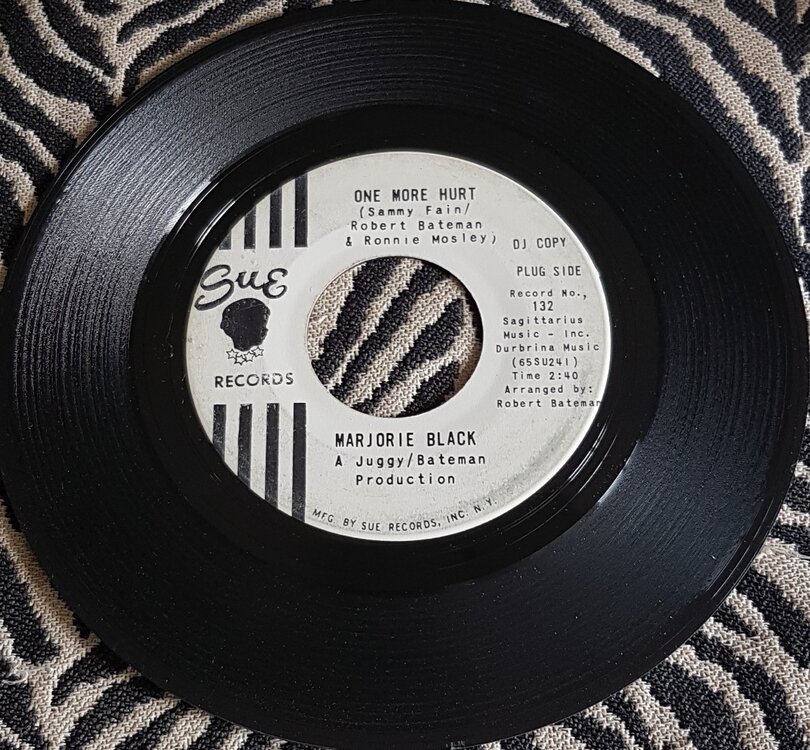 ONE MORE HURT
(Sammy Fain/
Robert Bateman
& Ronnie Mosley)
DJ COPY
PLUG SIDE
Record No.,
132
Sagittarius
Music - Inc.
Durbrina Music
(65SU241)
Time 2:40
Arranged by:
Robert Bateman
Sue
RECORDS
MARJORIE BLACK
A Juggy/Bateman
Production
MFG. BY SUE RECORDS, INC. N.Y.